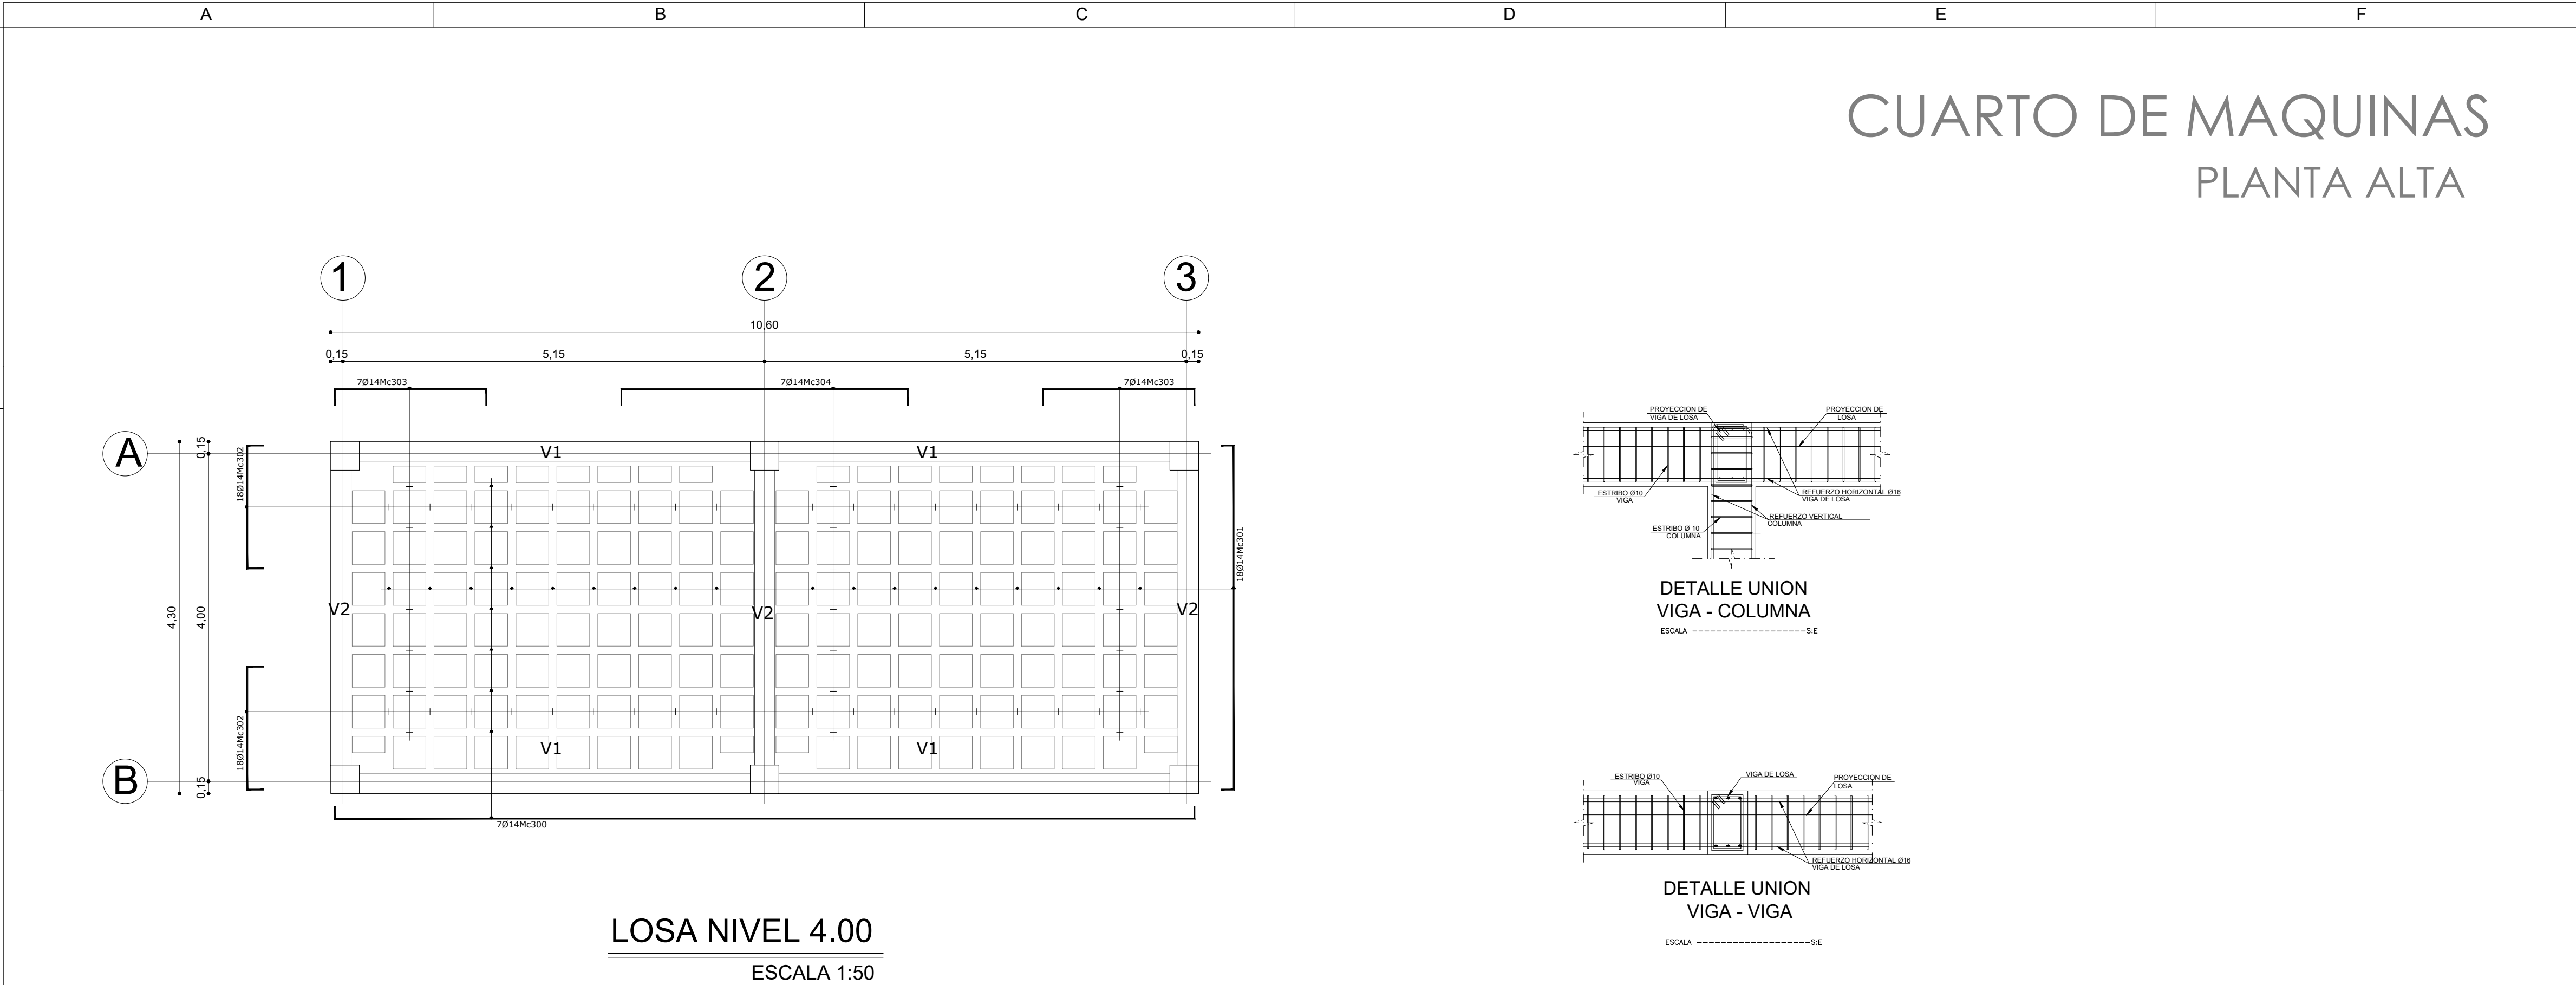 A
B
C
D
E
F
CUARTO DE MAQUINAS
PLANTA ALTA
1
2
3
10,60
0,15
5,15
5,15
0,15
7Ø14Mc303
7Ø14Mc304
7Ø14Mc303
A
0,15
18Ø14Mc302
V1
V1
18Ø14Mc301
4,30
4,00
V2
V2
V2
18Ø14Mc302
V1
V1
B
0,15
7Ø14Mc300
LOSA NIVEL 4.00
ESCALA 1:50
PROYECCION DE
VIGA DE LOSA
PROYECCION DE
LOSA
ESTRIBO Ø10
VIGA
REFUERZO HORIZONTAL Ø16
VIGA DE LOSA
REFUERZO VERTICAL
COLUMNA
ESTRIBO Ø 10
COLUMNA
DETALLE UNION
VIGA - COLUMNA
ESCALA -------------------S:E
ESTRIBO Ø10
VIGA
VIGA DE LOSA
PROYECCION DE
LOSA
REFUERZO HORIZONTAL Ø16
VIGA DE LOSA
DETALLE UNION
VIGA - VIGA
ESCALA -------------------S:E